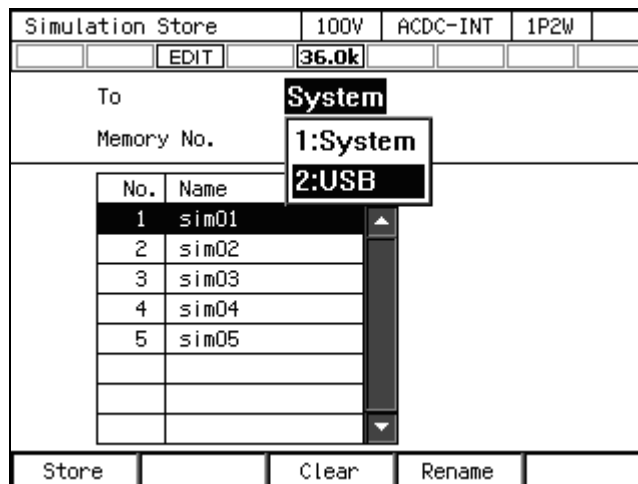 Simulation Store 100V ACDC-INT 1P2W
EDIT 36.0k
To System
Memory No. 1:System
2:USB
No. Name
1 sim01
2 sim02
3 sim03
4 sim04
5 sim05
Store Clear Rename